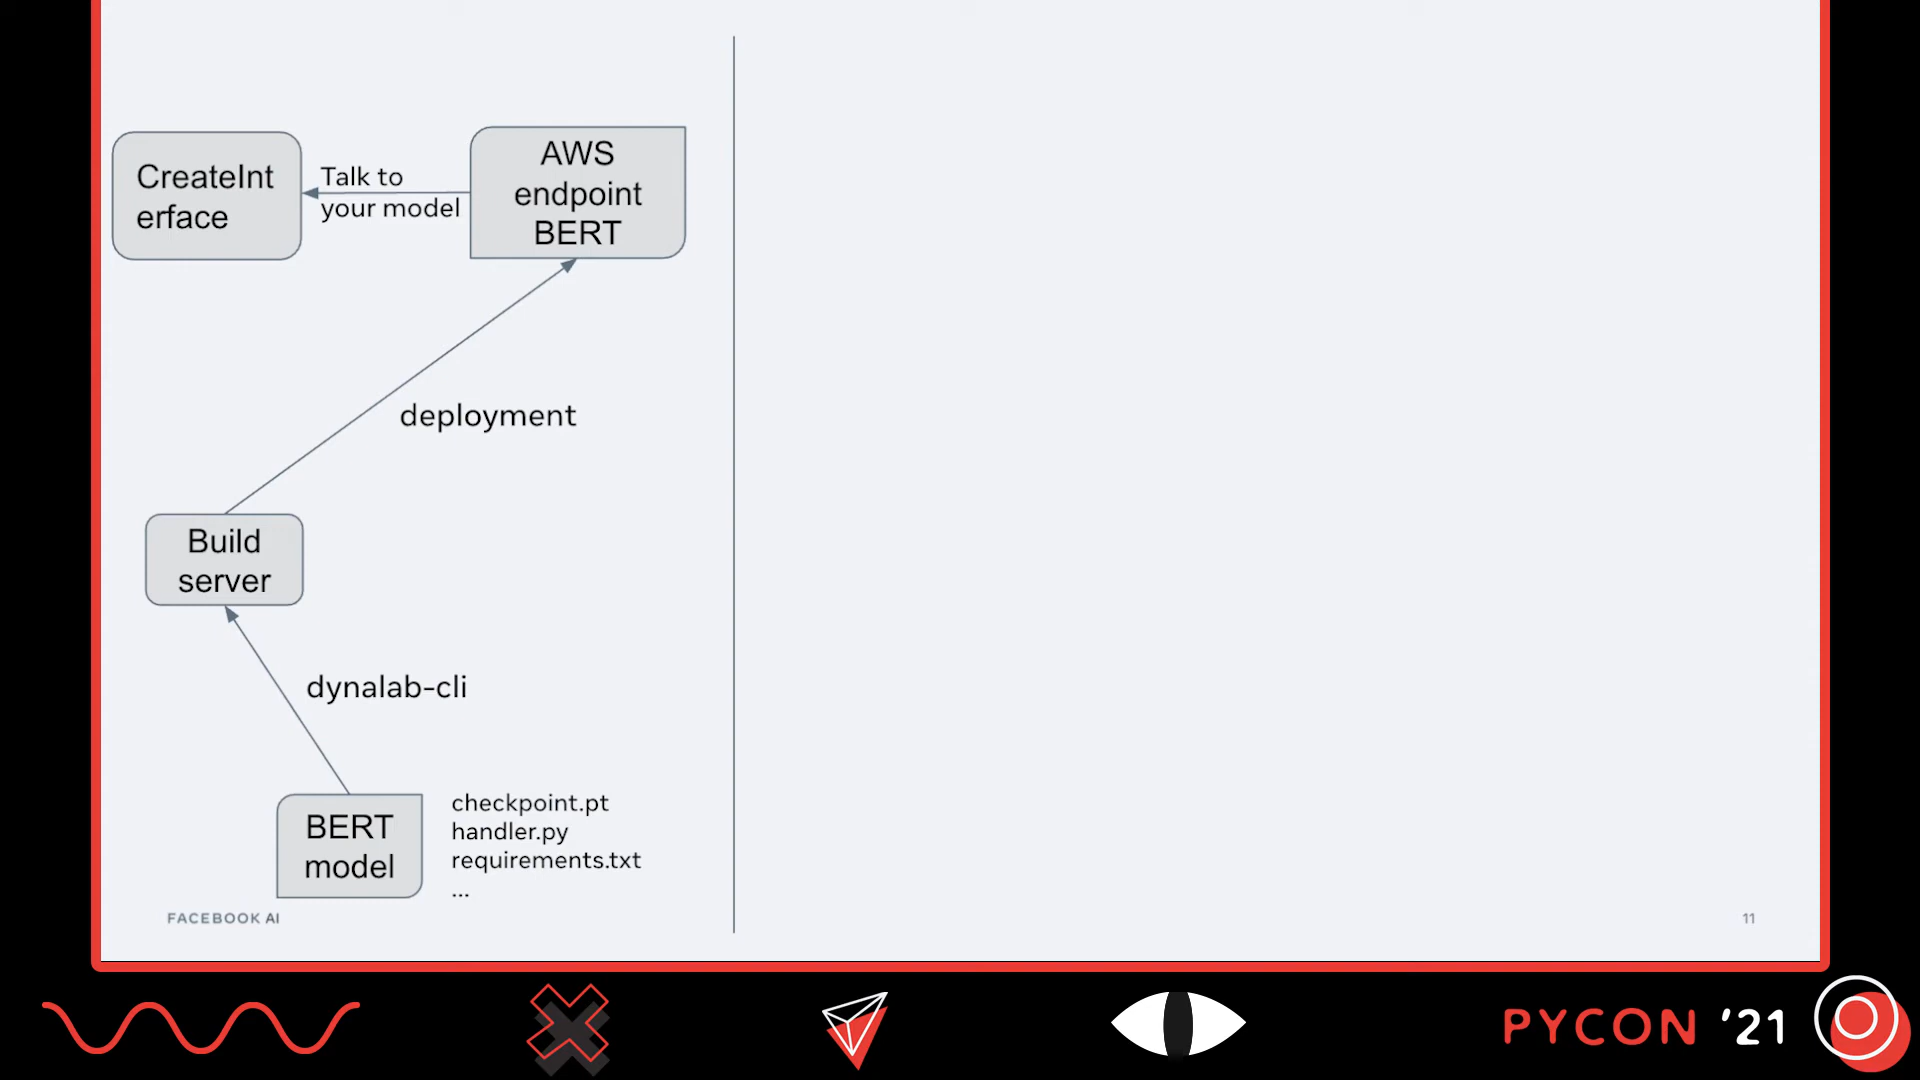 CreateInt
erface
Talk to
your model
AWS
endpoint
BERT
deployment
Build
server
dynalab-cli
BERT
model
checkpoint.pt
handler.py
requirements.txt
...
FACEBOOK AI
11
PYCON '21